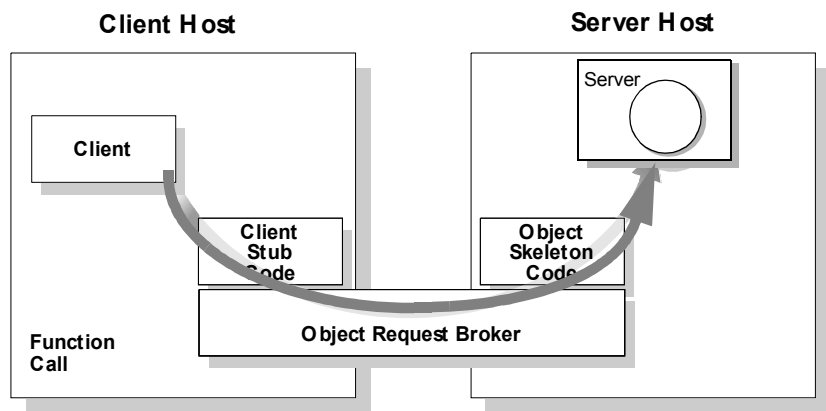 Client Host
Server Host
Server
Client
Client
Stub
Code
Object
Skeleton
Code
Object Request Broker
Function
Call